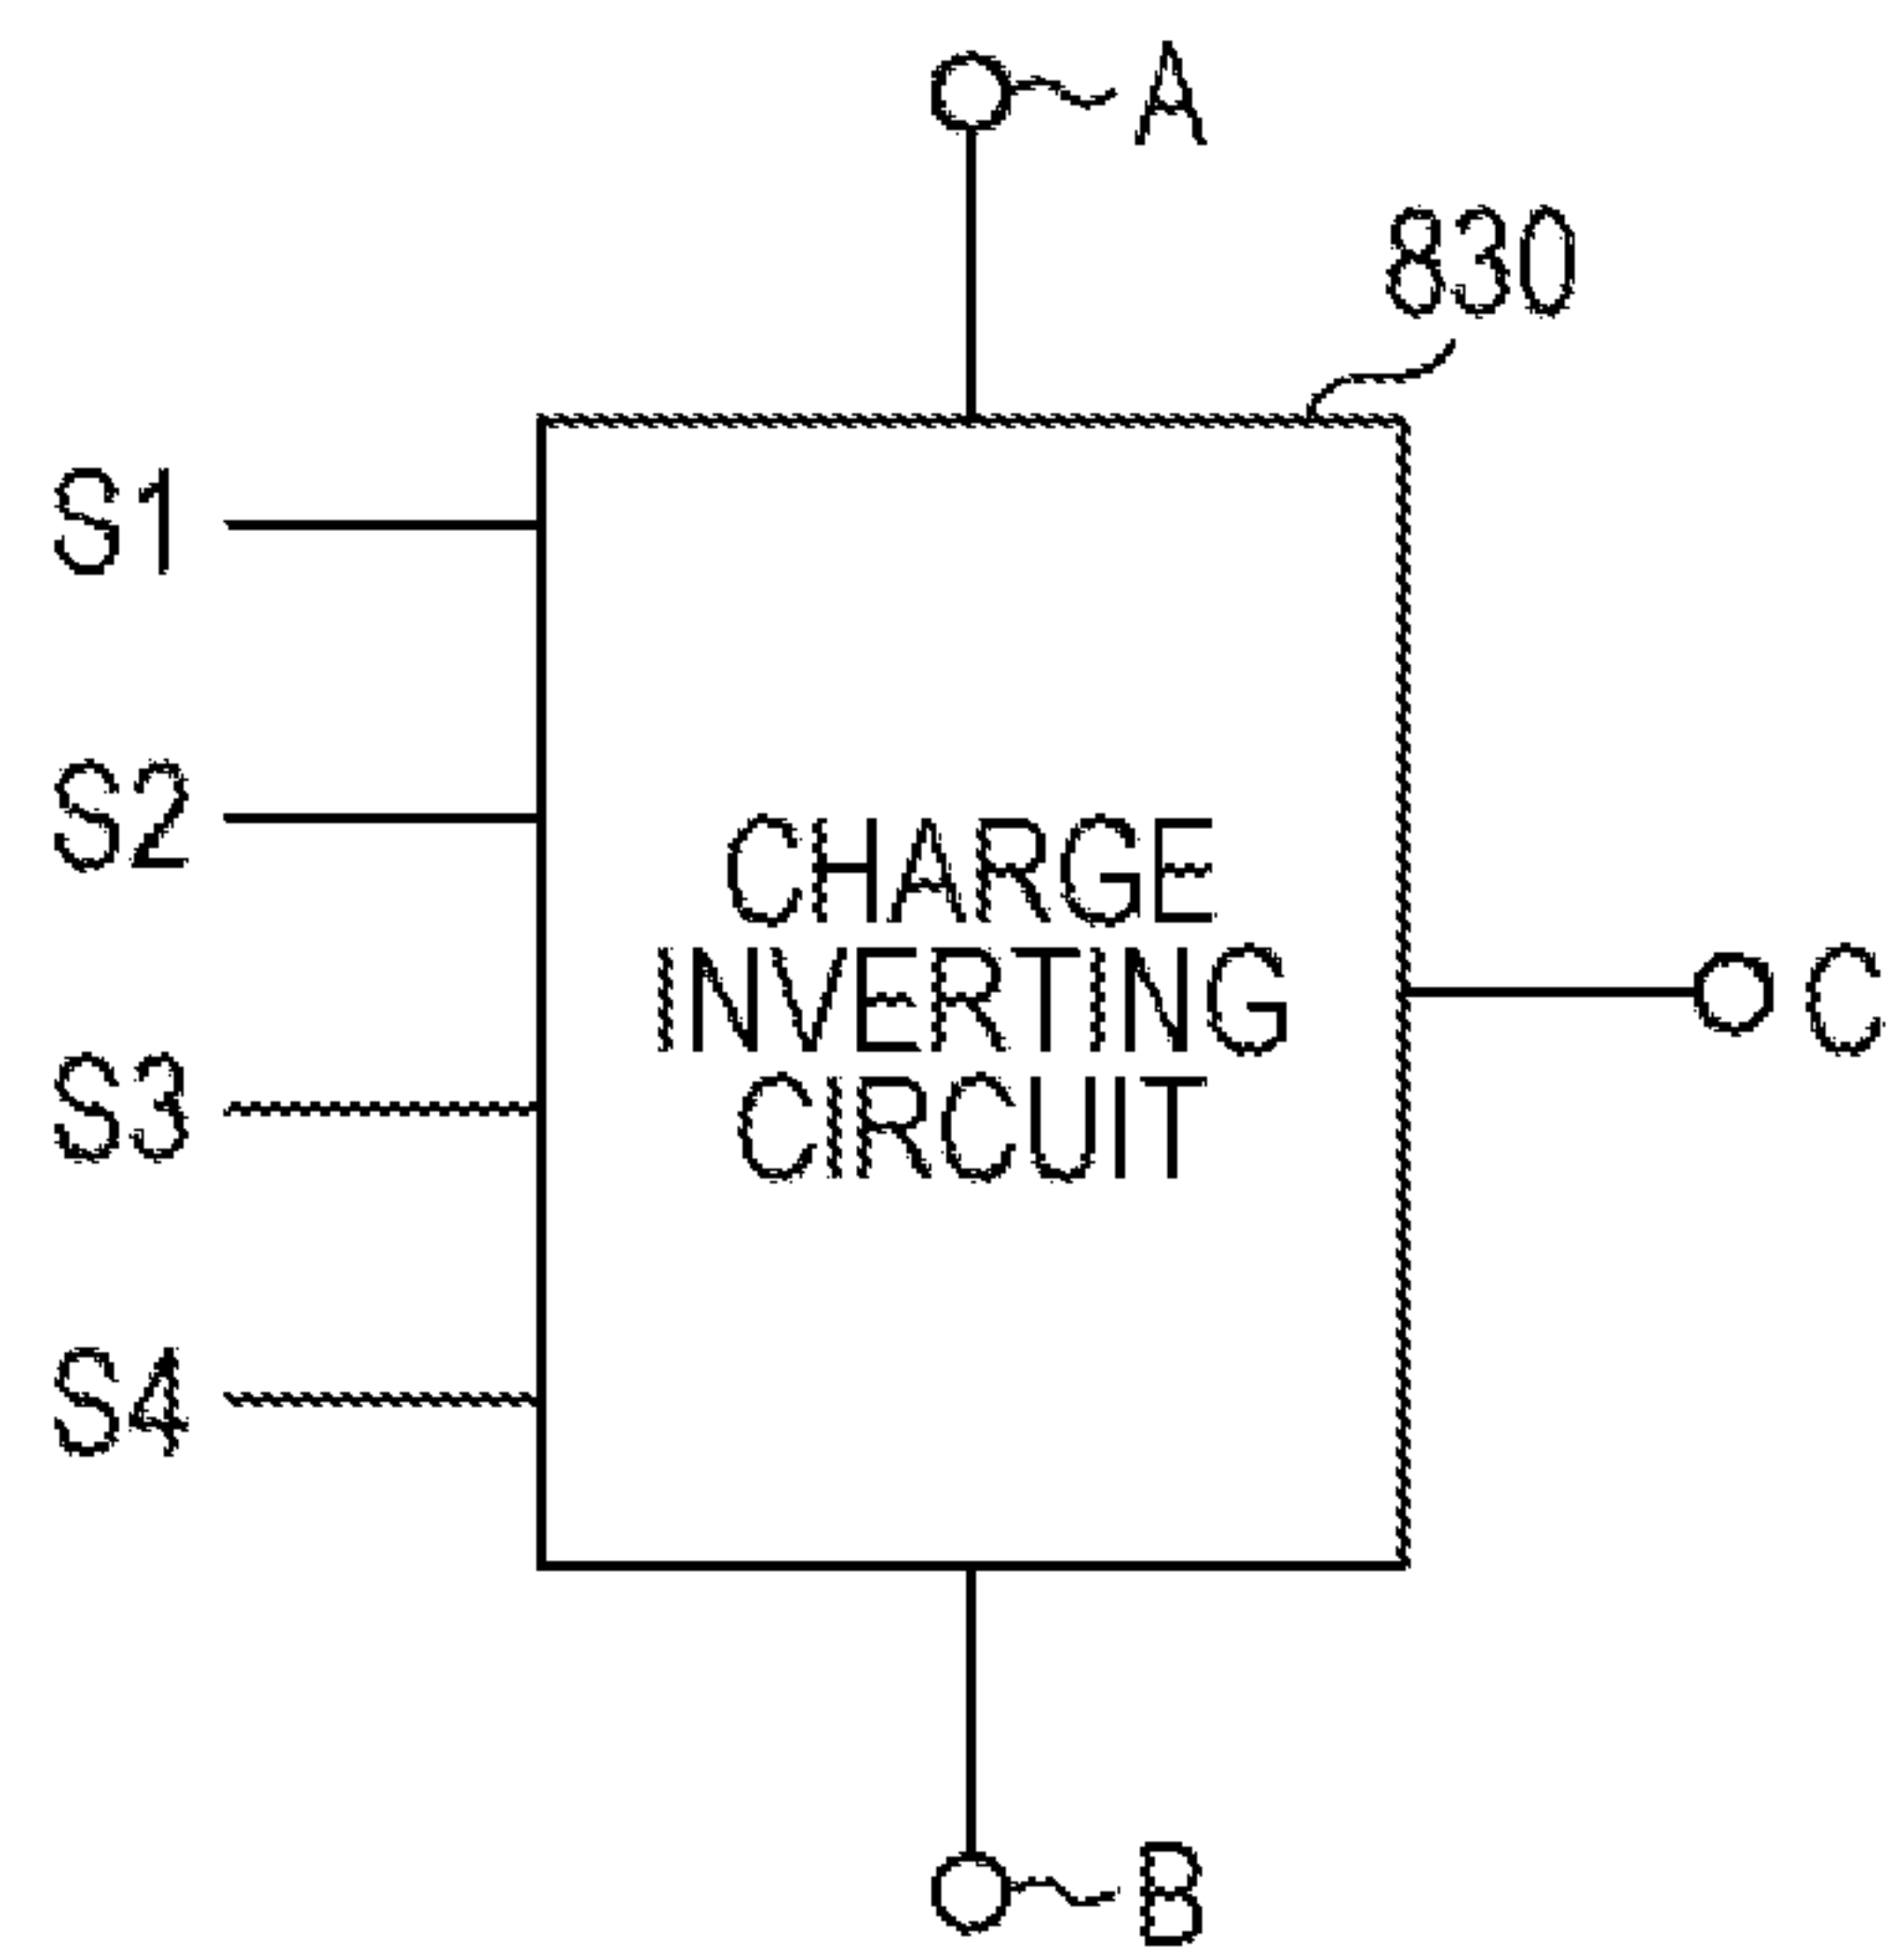 A
830
S1
S2
CHARGE
INVERTING
CIRCUIT
C
S3
S4
B